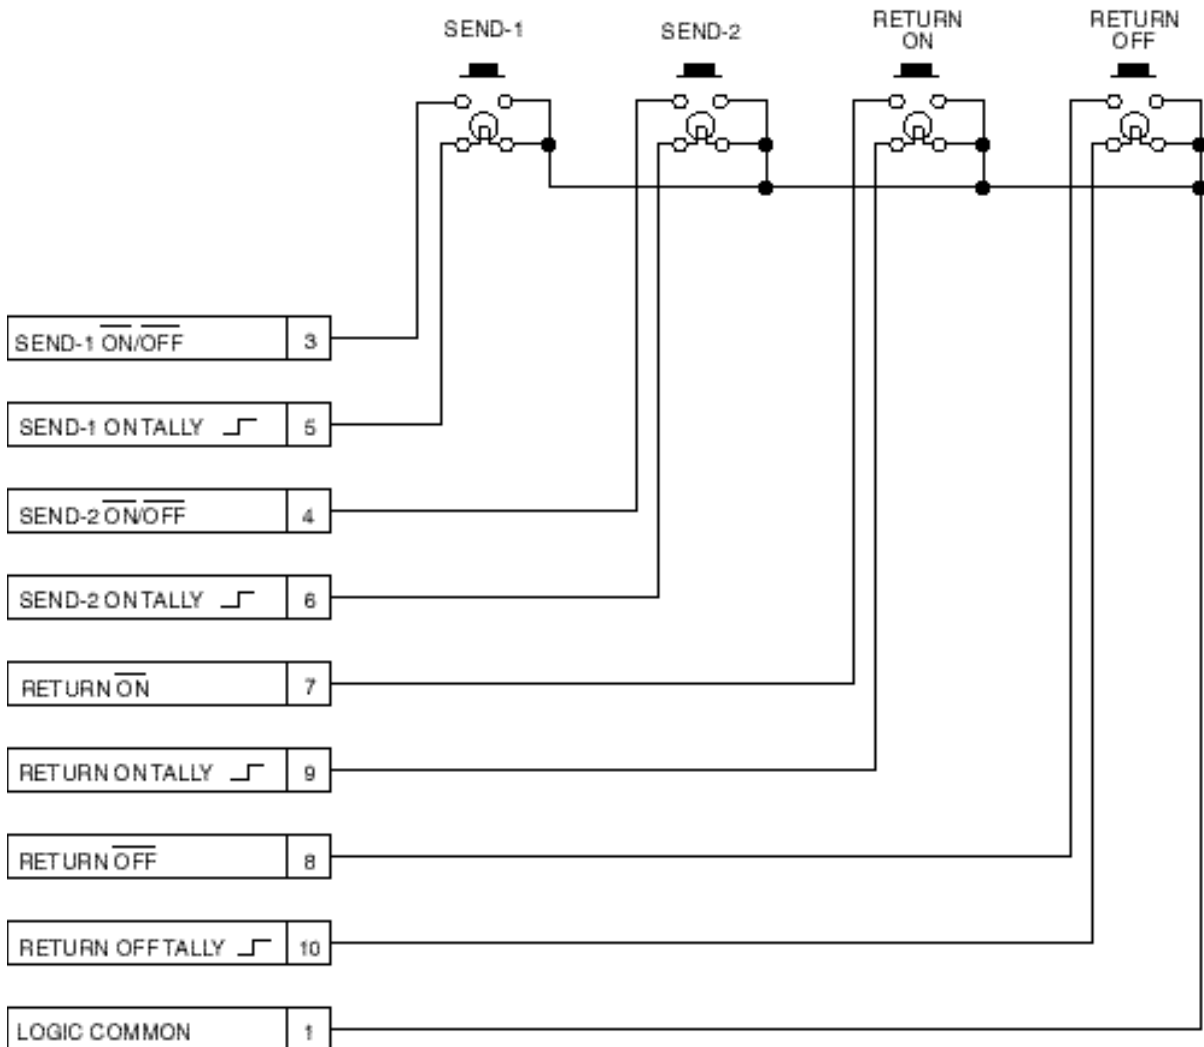 SEND-1
SEND-2
RETURN
ON
RETURN
OFF
SEND-1 ON/OFF 3
SEND-1 ON TALLY 5
SEND-2 ON/OFF 4
SEND-2 ON TALLY 6
RETURN ON 7
RETURN ON TALLY 9
RETURN OFF 8
RETURN OFF TALLY 10
LOGIC COMMON 1